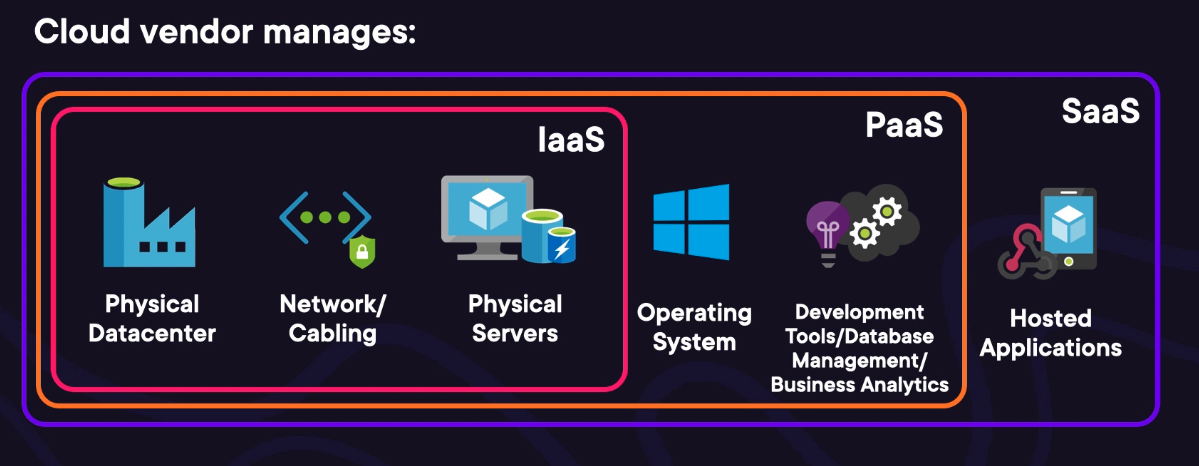 Cloud vendor manages:
SaaS
PaaS
IaaS
Physical
Datacenter
Network/
Cabling
Physical
Servers
Operating
System
Development
Tools/Database
Management/
Business Analytics
Hosted
Applications